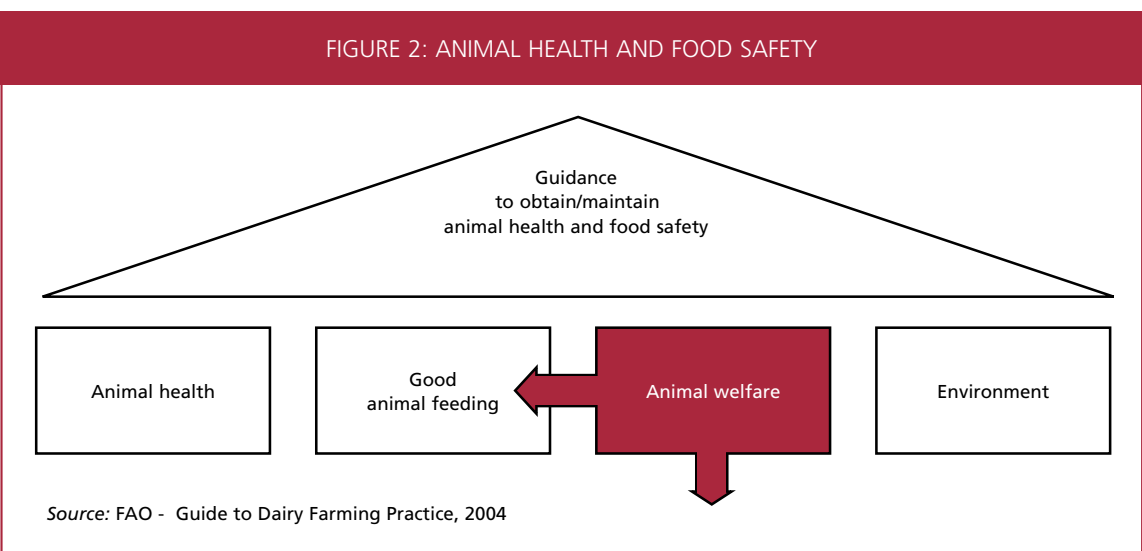 FIGURE 2: ANIMAL HEALTH AND FOOD SAFETY
Guidance
to obtain/maintain
animal health and food safety
Animal health
Good
animal feeding
Animal welfare
Environment
Source: FAO - Guide to Dairy Farming Practice, 2004